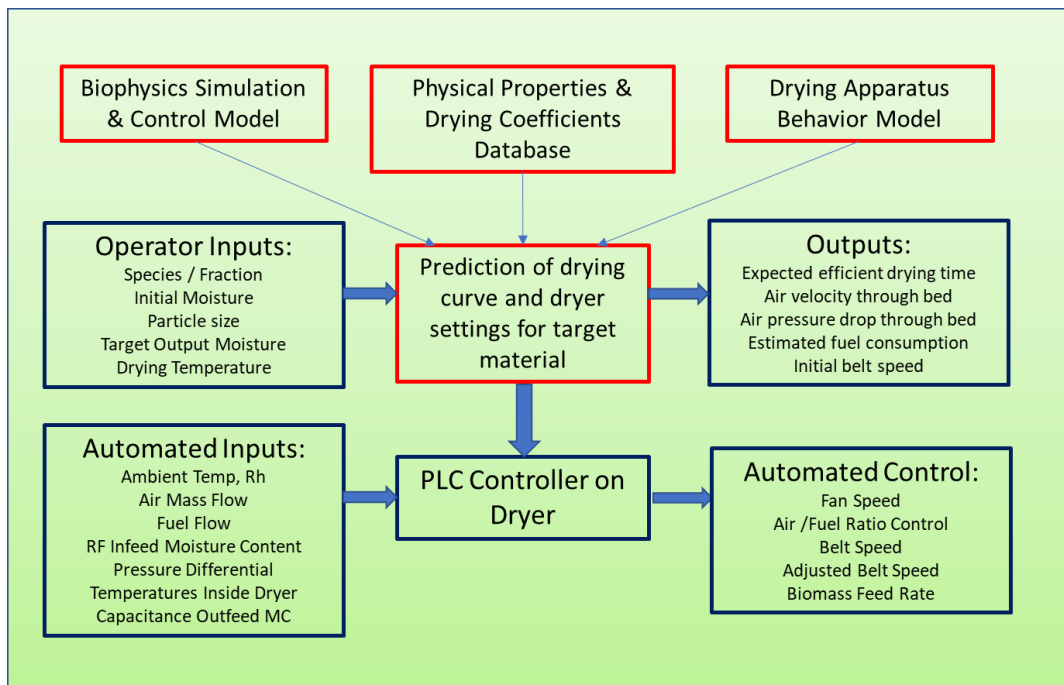 Biophysics Simulation
& Control Model
Physical Properties &
Drying Coefficients
Database
Drying Apparatus
Behavior Model
Operator Inputs:
Species / Fraction
Initial Moisture
Particle size
Target Output Moisture
Drying Temperature
Prediction of drying
curve and dryer
settings for target
material
Outputs:
Expected efficient drying time
Air velocity through bed
Air pressure drop through bed
Estimated fuel consumption
Initial belt speed
Automated Inputs:
Ambient Temp, Rh
Air Mass Flow
Fuel Flow
RF Infeed Moisture Content
Pressure Differential
Temperatures Inside Dryer
Capacitance Outfeed MC
PLC Controller on
Dryer
Automated Control:
Fan Speed
Air /Fuel Ratio Control
Belt Speed
Adjusted Belt Speed
Biomass Feed Rate